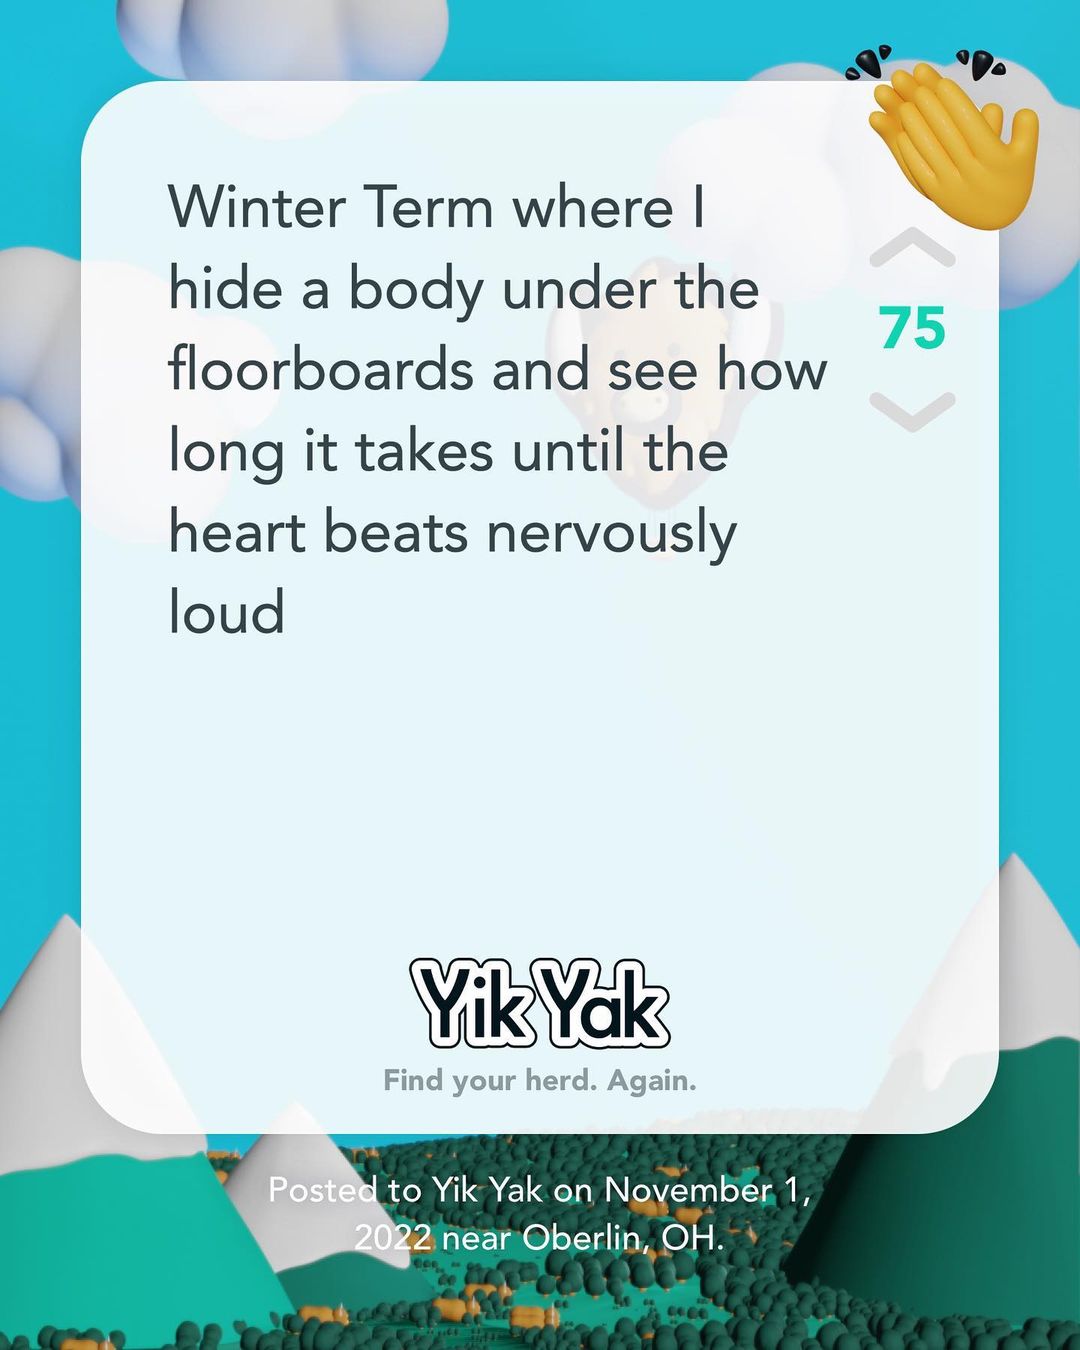 Winter Term where I
hide a body under the
floorboards and see how
long it takes until the
heart beats nervously
loud
75
Yik Yak
Find your herd. Again.
Posted to Yik Yak on November 1,
2022 near Oberlin, OH.